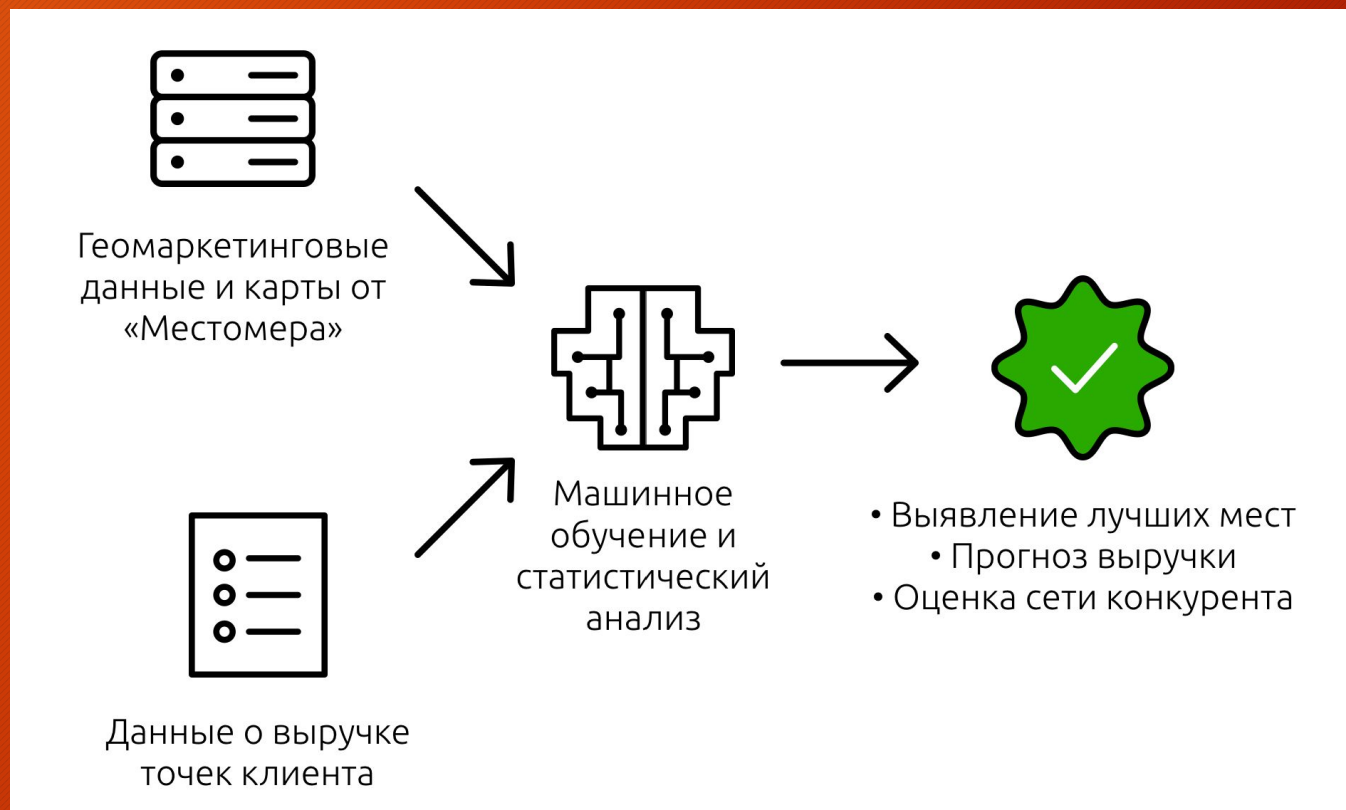 Геомаркетинговые
данные и карты от
«Местомера»
Данные о выручке
точек клиента
Машинное
обучение и
статистический
анализ
• Выявление лучших мест
• Прогноз выручки
• Оценка сети конкурента